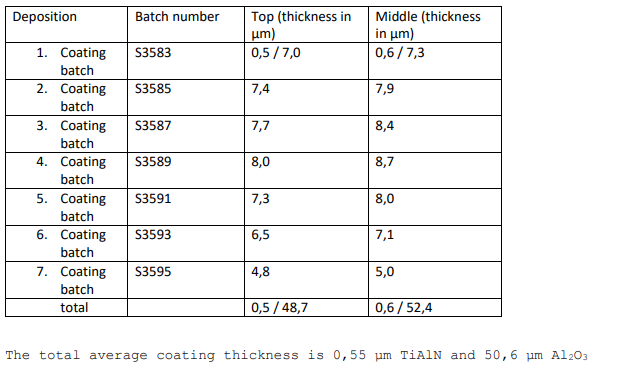 Deposition Batch number Top (thickness in Middle (thickness
µm) in µm)
1. Coating S3583 0,5 / 7,0 0,6 / 7,3
batch
2. Coating S3585 7,4 7,9
batch
3. Coating S3587 7,7 8,4
batch
4. Coating S3589 8,0 8,7
batch
5. Coating S3591 7,3 8,0
batch
6. Coating S3593 6,5 7,1
batch
7. Coating S3595 4,8 5,0
batch
total 0,5 / 48,7 0,6 / 52,4
The total average coating thickness is 0,55 µm TiAlN and 50,6 µm Al₂O₃